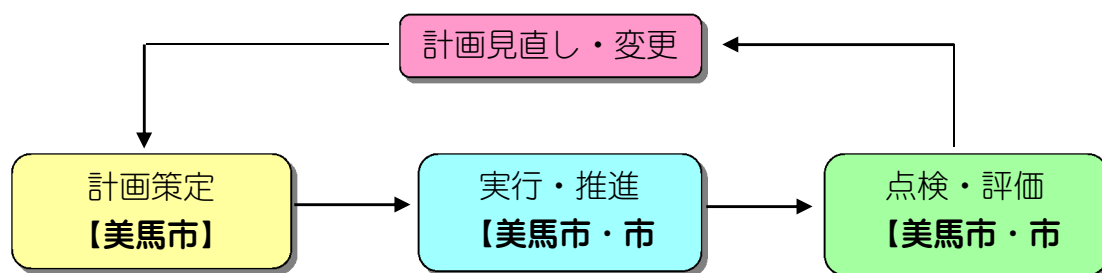 計画見直し・変更
計画策定
【美馬市】
実行・推進
【美馬市・市
点検・評価
【美馬市・市